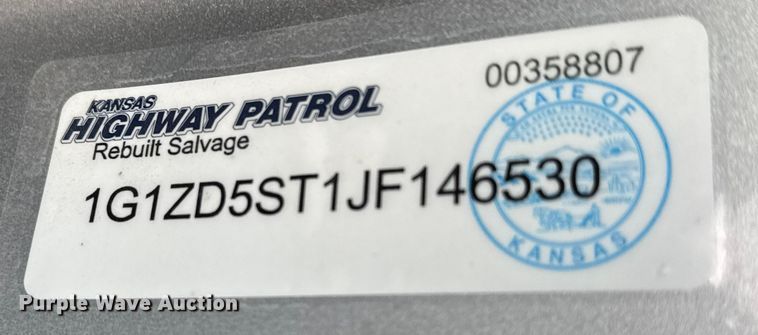 00358807
KANSAS
HIGHWAY PATROL
Rebuilt Salvage
1G1ZD5ST1JF146530
STATE OF
KANSAS
Purple Wave Auction